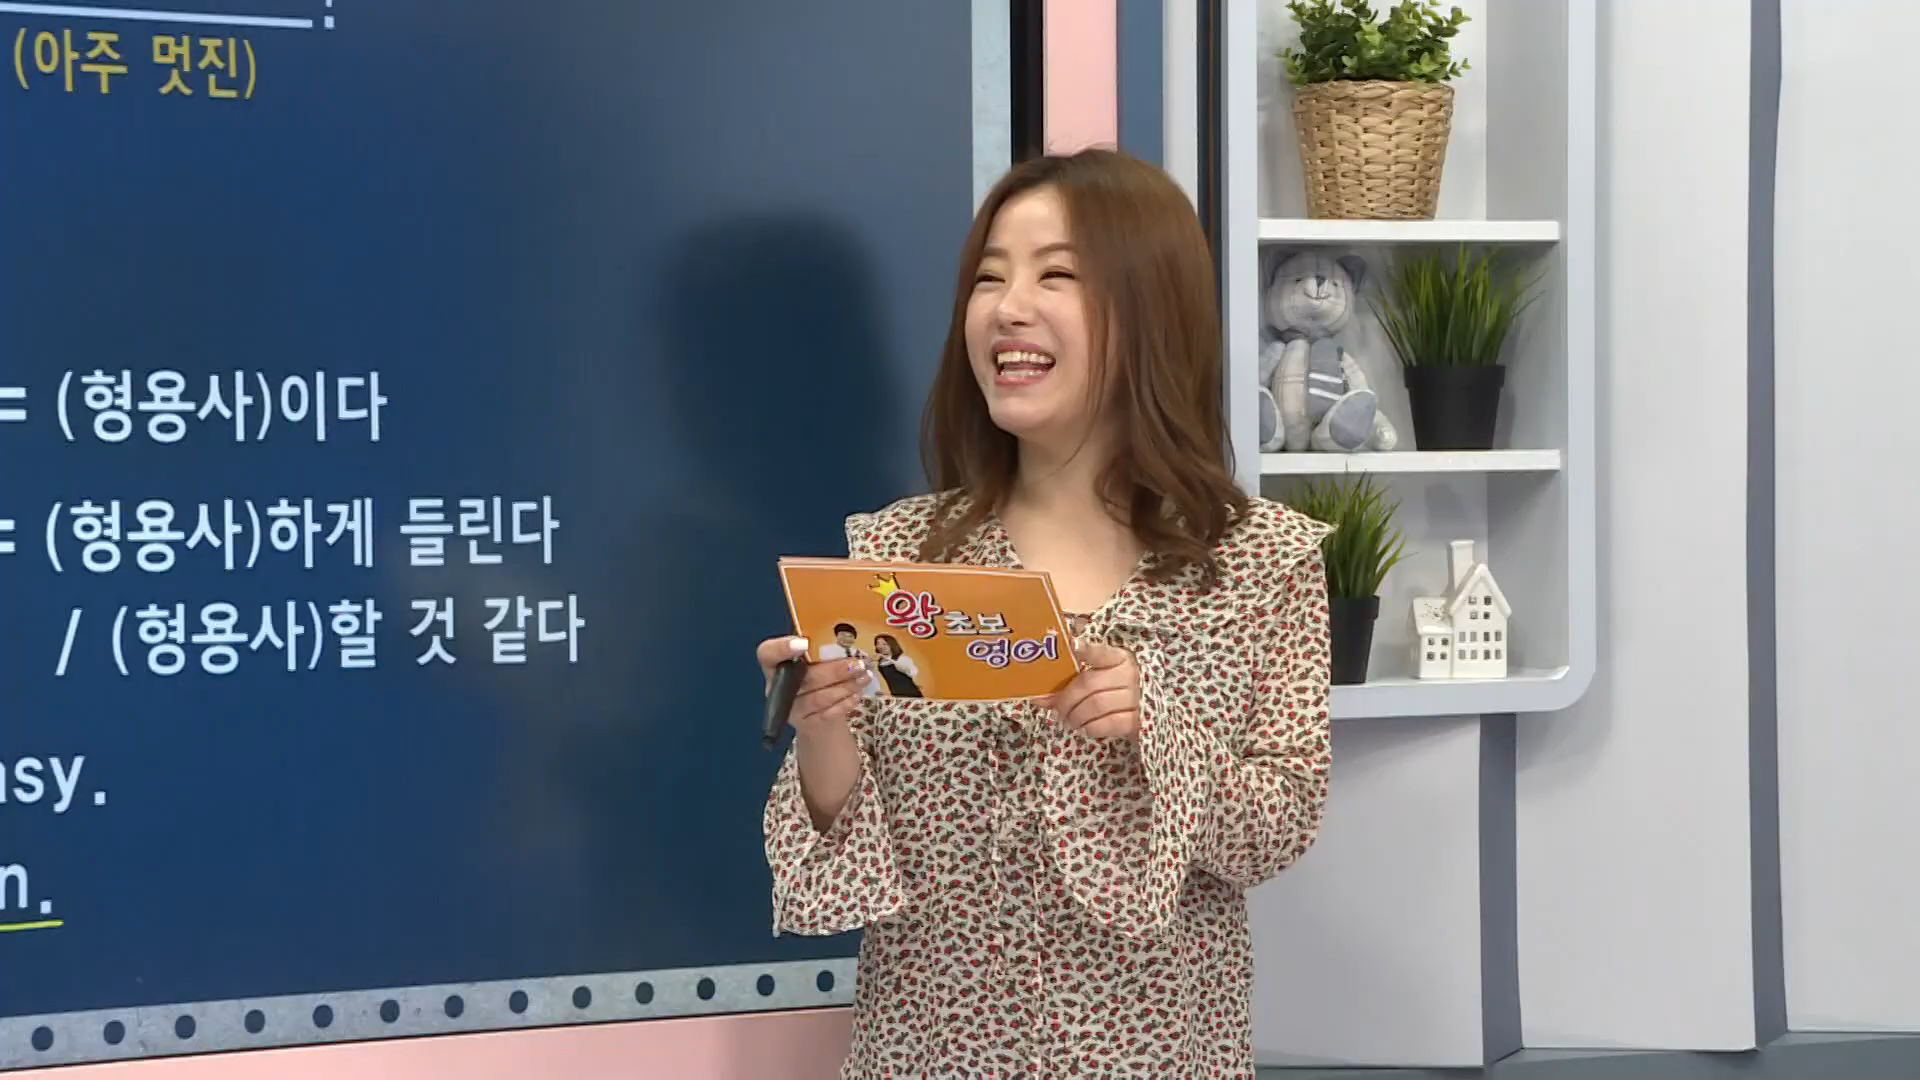 (아주 멋진)
= (형용사)이다
= (형용사)하게 들린다
/ (형용사)할 것 같다
왕초보
영어